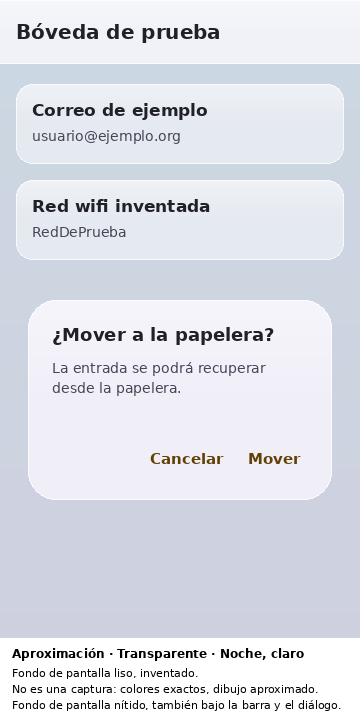 Bóveda de prueba
Correo de ejemplo
usuario@ejemplo.org
Red wifi inventada
RedDePrueba
¿Mover a la papelera?
La entrada se podrá recuperar
desde la papelera.
Cancelar Mover
Aproximación · Transparente · Noche, claro
Fondo de pantalla liso, inventado.
No es una captura: colores exactos, dibujo aproximado.
Fondo de pantalla nítido, también bajo la barra y el diálogo.